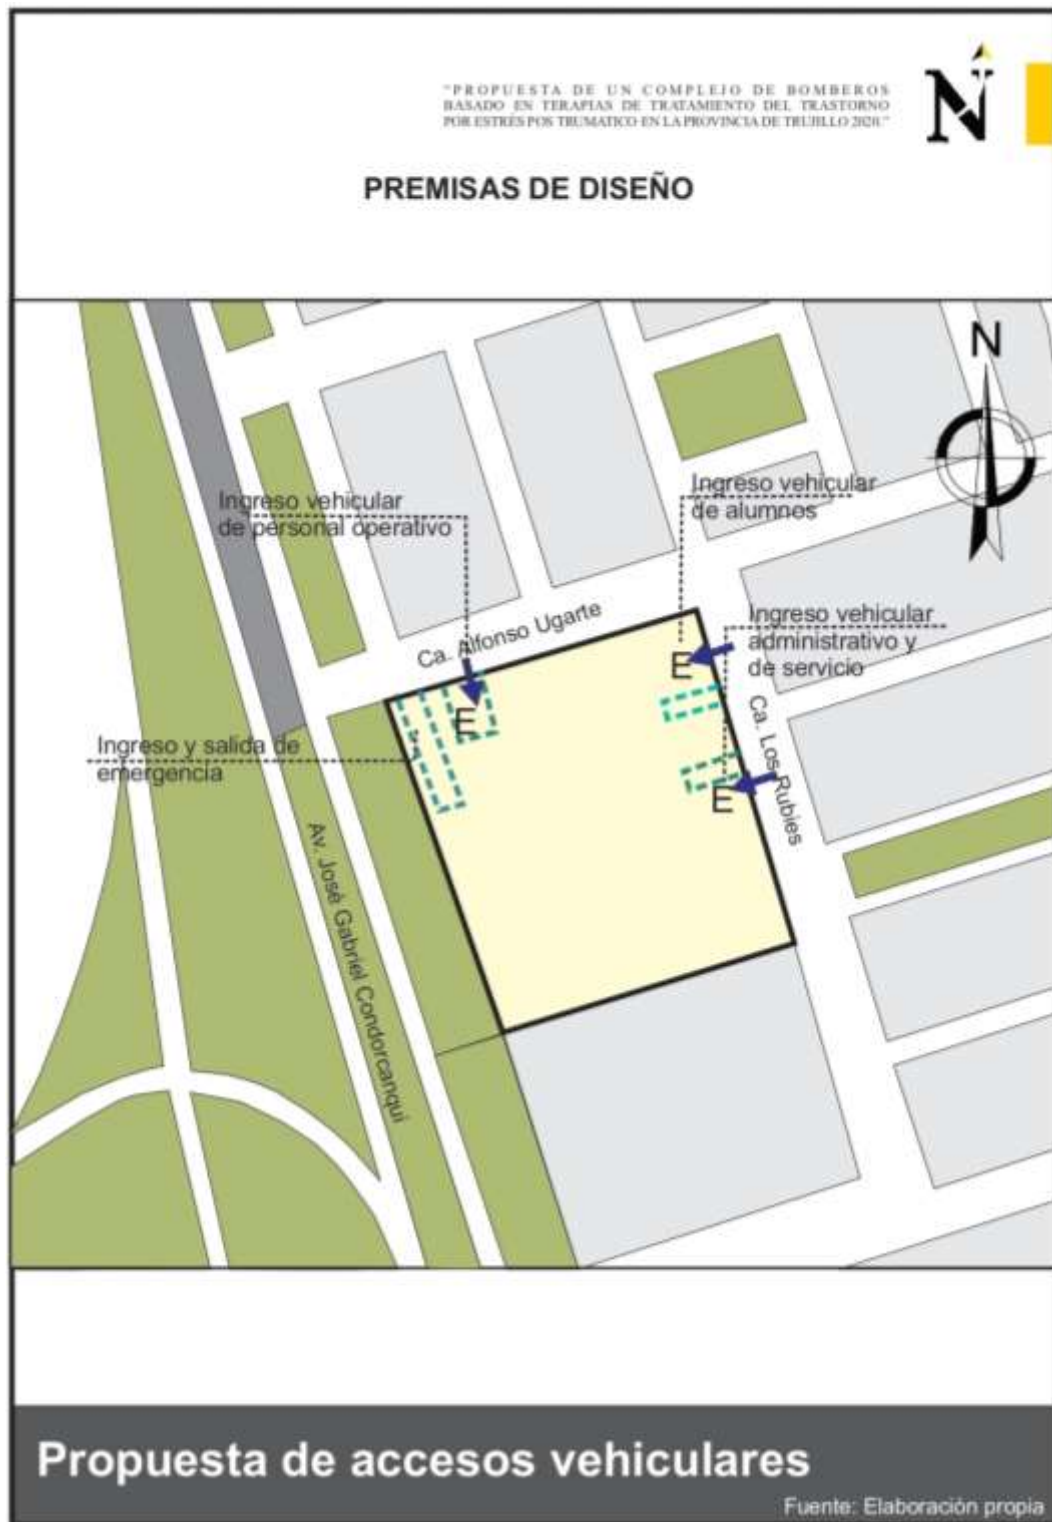 "PROPUESTA DE UN COMPLEJO DE BOMBEROS
BASADO EN TERAPIAS DE TRATAMIENTO DEL TRASTORNO
POR ESTRÉS POS TRUMATICO EN LA PROVINCIA DE TRUJILLO 2020."
N
PREMISAS DE DISEÑO
N
Ingreso vehicular
de alumnos
Ingreso vehicular
de personal operativo
Ca. Alfonso Ugarte
Ingreso vehicular
administrativo y
de servicio
E
E
Ca. Los Rubies
Ingreso y salida de
emergencia
E
Av. José Gabriel Condorcanqui
Propuesta de accesos vehiculares
Fuente: Elaboración propia